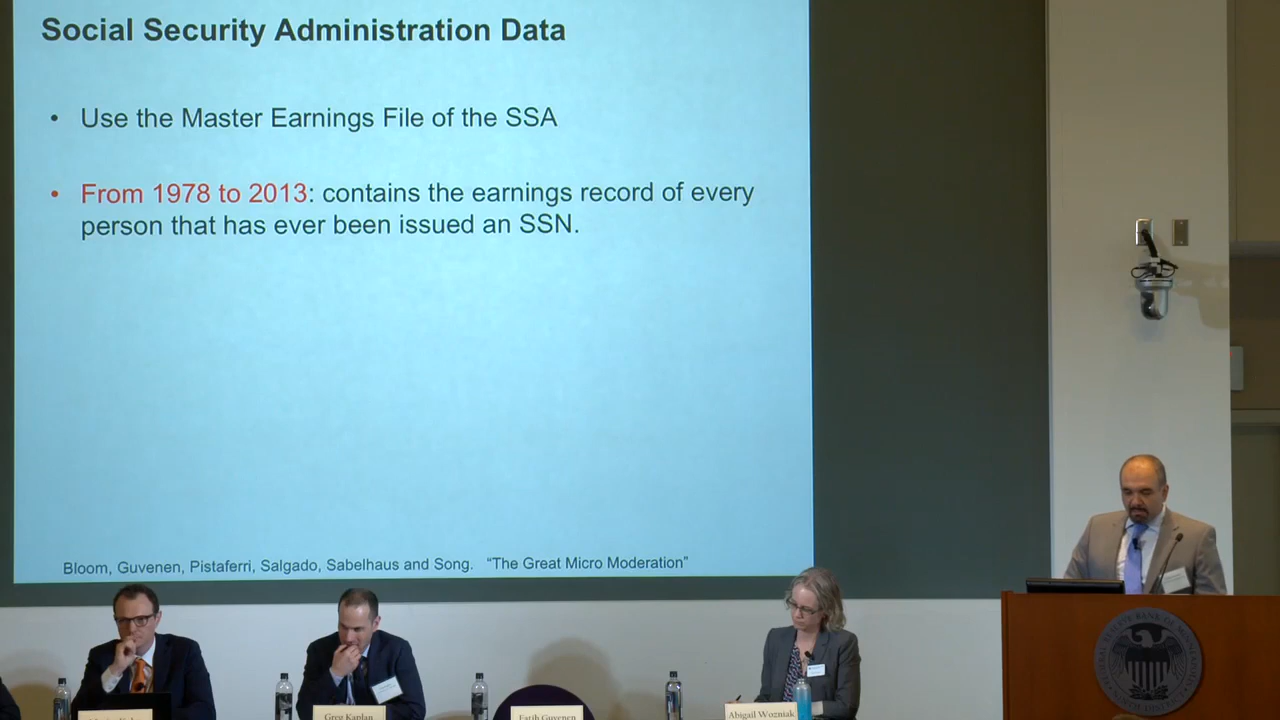 Social Security Administration Data
• Use the Master Earnings File of the SSA
• From 1978 to 2013: contains the earnings record of every
person that has ever been issued an SSN.
Bloom, Guvenen, Pistaferri, Salgado, Sabelhaus and Song. “The Great Micro Moderation”
Greg Kaplan
Fatih Guvenen
Abigail Wozniak